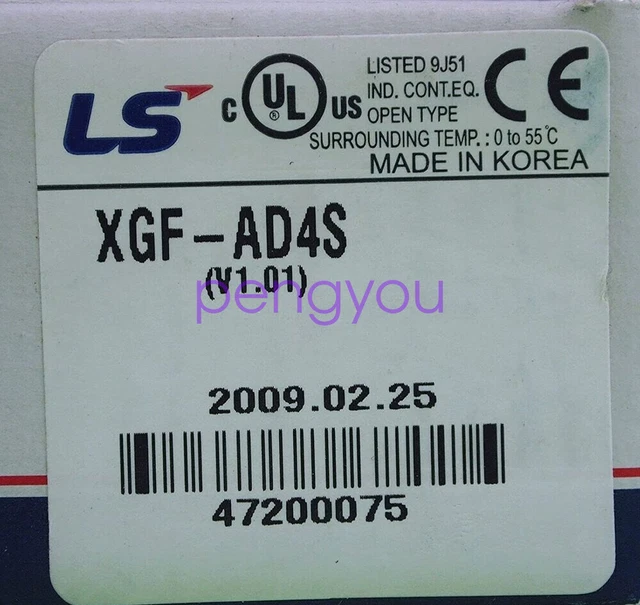 LS
C UL ® US
LISTED 9J51
IND. CONT.EQ.
OPEN TYPE
CE
SURROUNDING TEMP. : 0 to 55℃
MADE IN KOREA
XGF-AD4S
(V1.01)
pengyou
2009.02.25
47200075